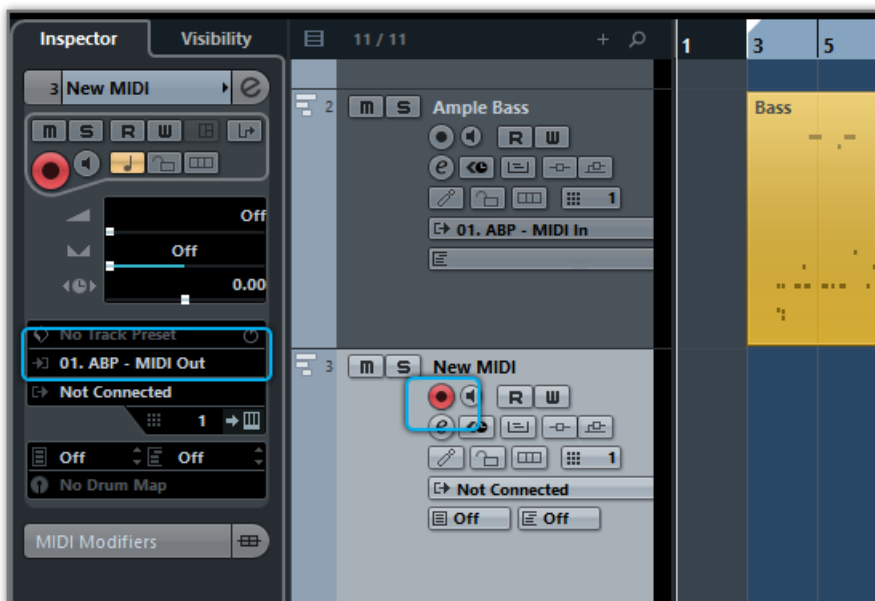 Inspector Visibility
11 / 11 +
1 3 5
3 New MIDI e
M S R W
Off
Off
0.00
No Track Preset
01. ABP - MIDI Out
Not Connected
1
Off Off
No Drum Map
MIDI Modifiers
2 M S Ample Bass
R W
e
1
01. ABP - MIDI In
3 M S New MIDI
R W
e
1
Not Connected
Off Off
Bass